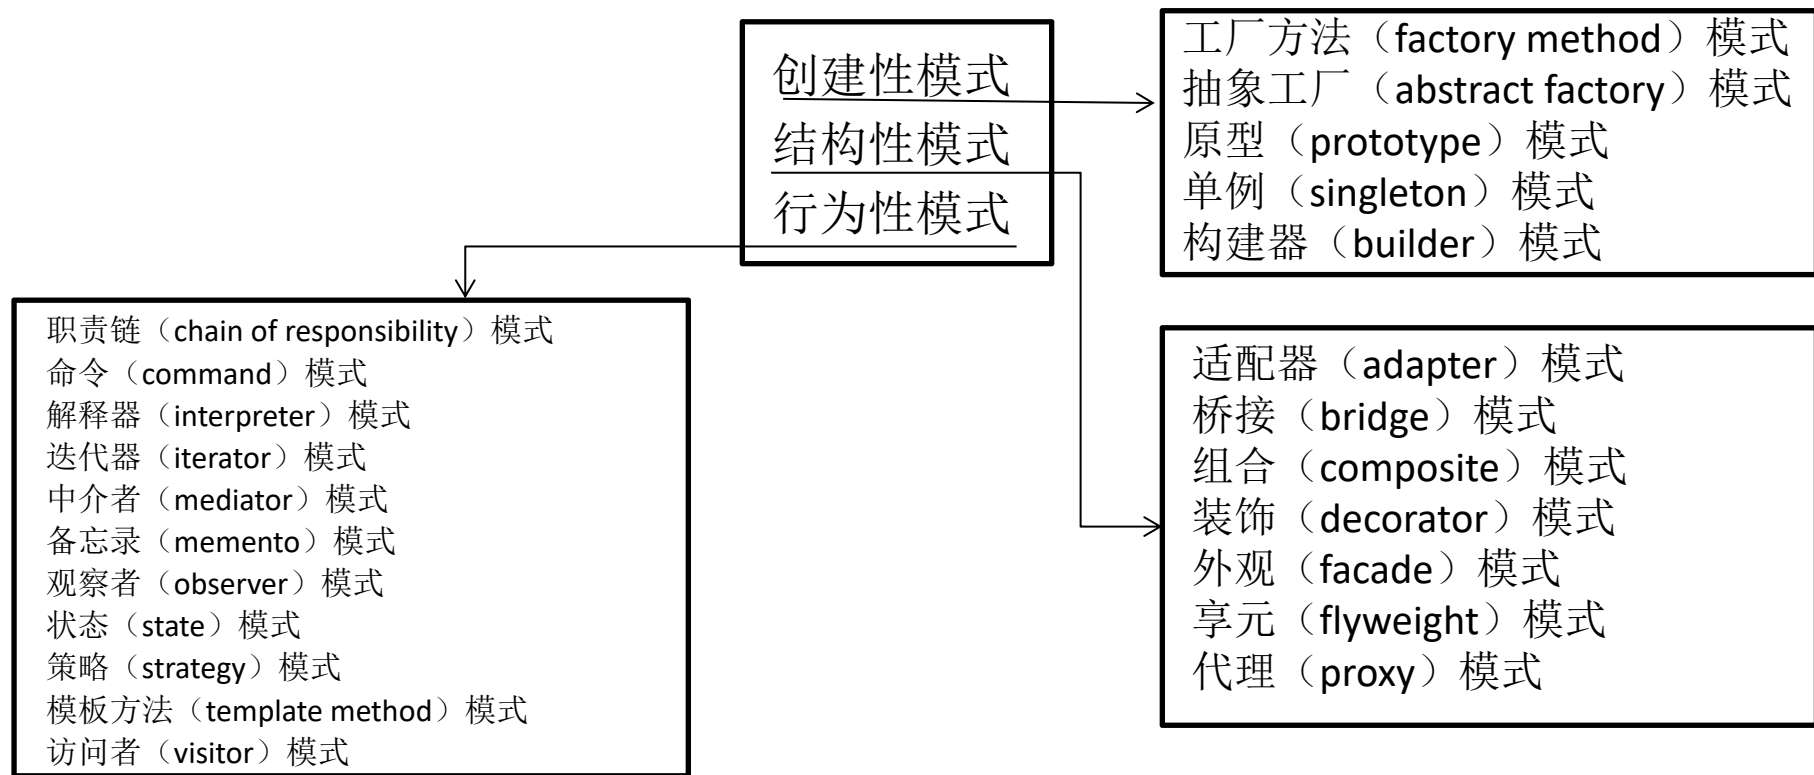 创建性模式
结构性模式
行为性模式
工厂方法（factory method）模式
抽象工厂（abstract factory）模式
原型（prototype）模式
单例（singleton）模式
构建器（builder）模式
职责链（chain of responsibility）模式
命令（command）模式
解释器（interpreter）模式
迭代器（iterator）模式
中介者（mediator）模式
备忘录（memento）模式
观察者（observer）模式
状态（state）模式
策略（strategy）模式
模板方法（template method）模式
访问者（visitor）模式
适配器（adapter）模式
桥接（bridge）模式
组合（composite）模式
装饰（decorator）模式
外观（facade）模式
享元（flyweight）模式
代理（proxy）模式